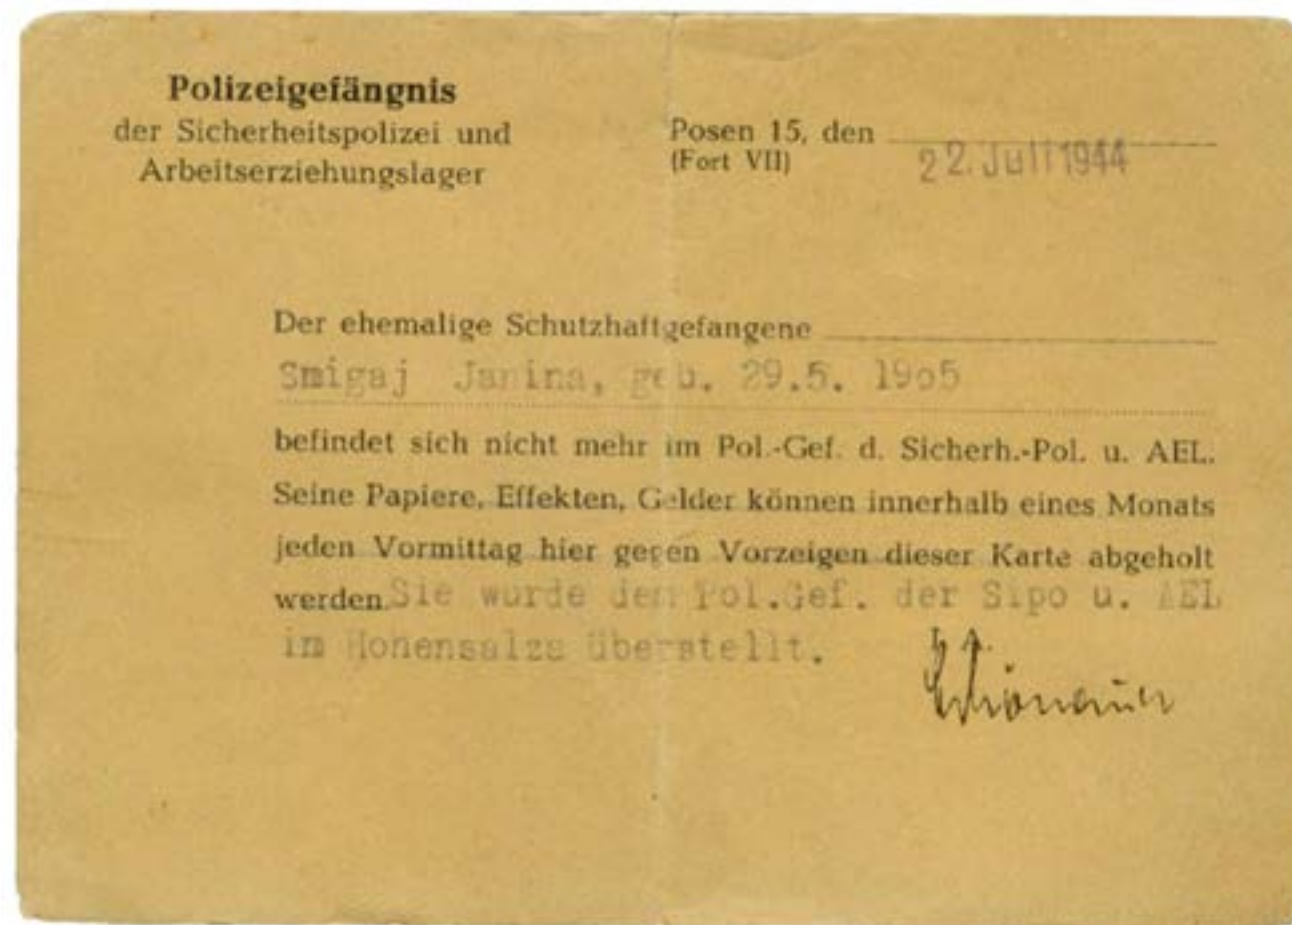 Polizeigefängnis
der Sicherheitspolizei und
Arbeitserziehungslager
Posen 15, den
(Fort VII)
22. Juli 1944
Der ehemalige Schutzhaftgefangene
Smigaj Janina, geb. 29.5. 1905
befindet sich nicht mehr im Pol.-Gef. d. Sicherh.-Pol. u. AEL.
Seine Papiere, Effekten, Gelder können innerhalb eines Monats
jeden Vormittag hier gegen Vorzeigen dieser Karte abgeholt
werden. Sie wurde dem Pol.Gef. der Sipo u. AEL
in Hohensalza überstellt.